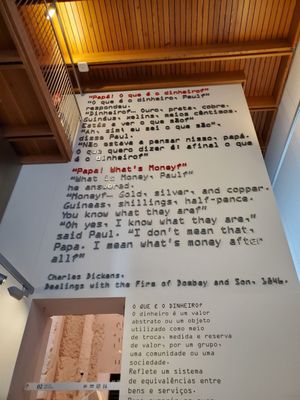 "Papá! O que é o dinheiro?"
"O que é o dinheiro, Paul?"
respondeu.
"Dinheiro- Ouro, prata, cobre.
Guinéus, xelins, meios cêntimos.
Estás a ver o que são?"
"Ah, sim! eu sei o que são",
disse Paul.
"Não estava a pensar nisso, papá.
O que quero dizer é! afinal o que
é o dinheiro?"
"Papa! What's Money?"
"What is Money, Paul?"
he answered.
"Money?- Gold, silver, and copper.
Guineas, shillings, half-pence.
You know what they are?"
"Oh yes, I know what they are,"
said Paul. "I don't mean that,
Papa. I mean what's money after
all?"
Charles Dickens.
Dealings with the Firm of Dombey and Son, 1846.
O QUE É O DINHEIRO?
O dinheiro é um valor
abstrato ou um objeto
utilizado como meio
de troca, medida e reserva
de valor, por um grupo,
uma comunidade ou uma
sociedade.
Reflete um sistema
de equivalências entre
bens e serviços.
02